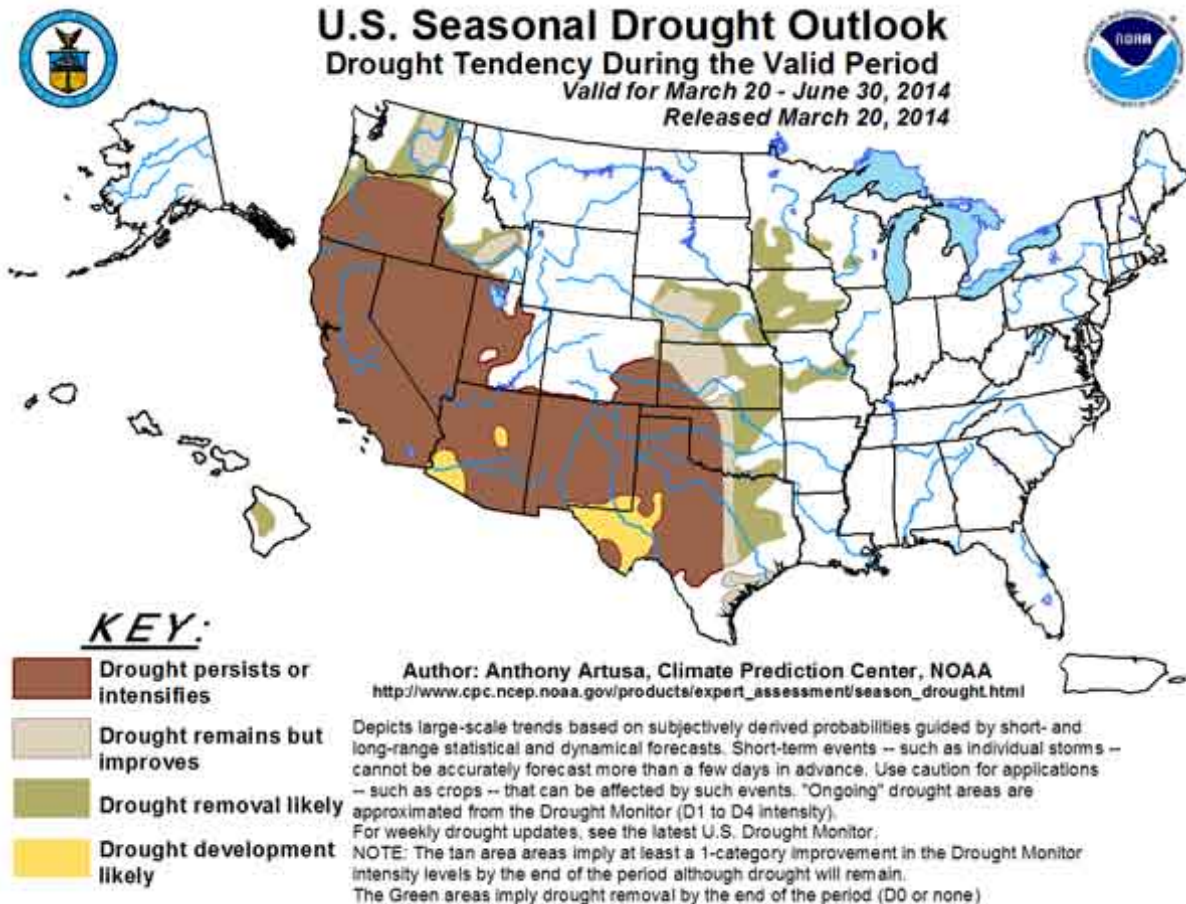 U.S. Seasonal Drought Outlook
Drought Tendency During the Valid Period
Valid for March 20 - June 30, 2014
Released March 20, 2014
NOAA
KEY:
Drought persists or
intensifies
Drought remains but
improves
Drought removal likely
Drought development
likely
Author: Anthony Artusa, Climate Prediction Center, NOAA
http://www.cpc.ncep.noaa.gov/products/expert_assessment/season_drought.html
Depicts large-scale trends based on subjectively derived probabilities guided by short- and
long-range statistical and dynamical forecasts. Short-term events -- such as individual storms --
cannot be accurately forecast more than a few days in advance. Use caution for applications
-- such as crops -- that can be affected by such events. "Ongoing" drought areas are
approximated from the Drought Monitor (D1 to D4 intensity).
For weekly drought updates, see the latest U.S. Drought Monitor.
NOTE: The tan area areas imply at least a 1-category improvement in the Drought Monitor
intensity levels by the end of the period although drought will remain.
The Green areas imply drought removal by the end of the period (D0 or none)